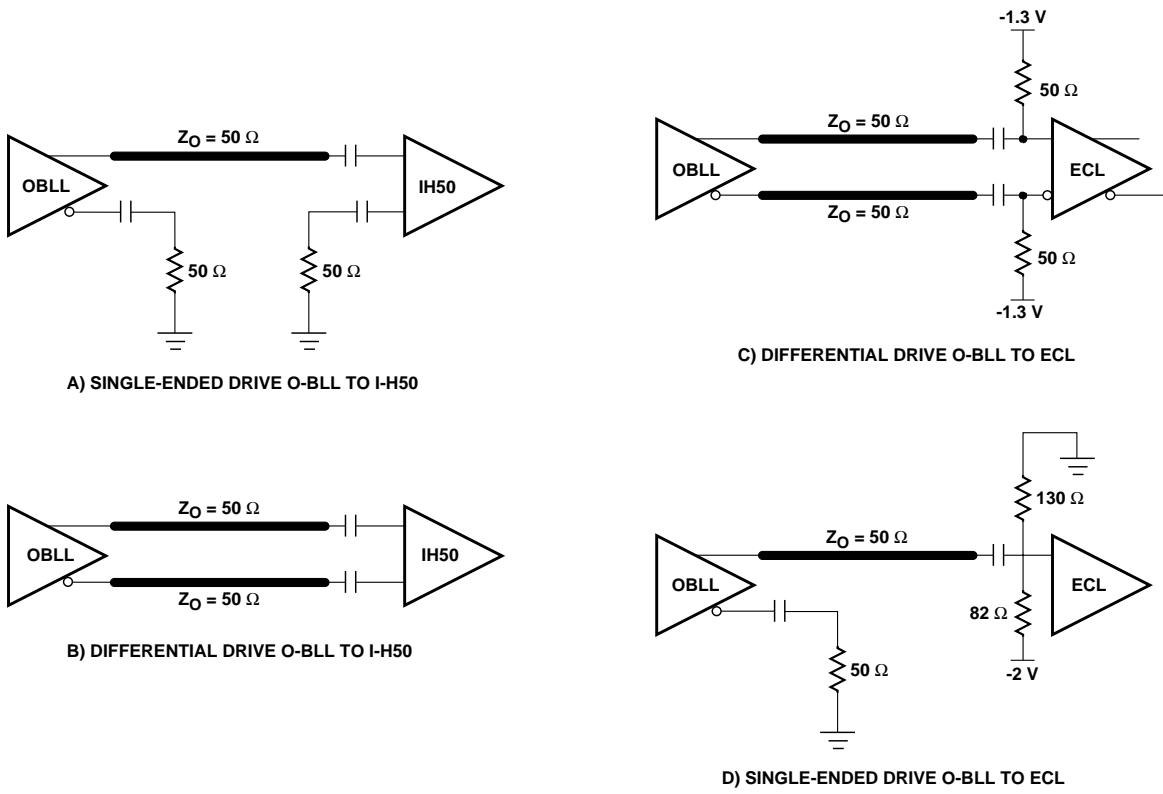 Z_O = 50 Ω
OBLL
IH50
50 Ω
50 Ω
A) SINGLE-ENDED DRIVE O-BLL TO I-H50
Z_O = 50 Ω
OBLL
IH50
Z_O = 50 Ω
B) DIFFERENTIAL DRIVE O-BLL TO I-H50
-1.3 V
50 Ω
Z_O = 50 Ω
OBLL
ECL
Z_O = 50 Ω
50 Ω
-1.3 V
C) DIFFERENTIAL DRIVE O-BLL TO ECL
130 Ω
Z_O = 50 Ω
OBLL
ECL
82 Ω
50 Ω
-2 V
D) SINGLE-ENDED DRIVE O-BLL TO ECL